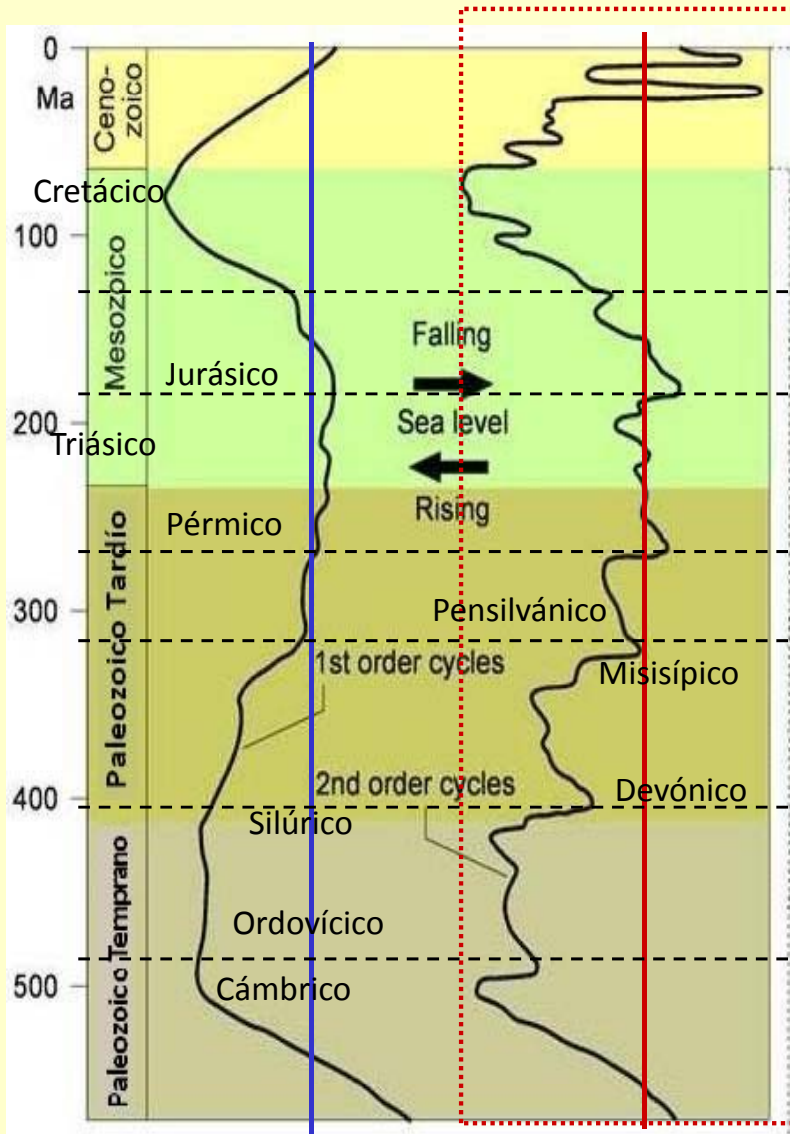 0
Ma
Ceno-
zoico
Cretácico
100
Mesozoico
Falling
Jurásico
200
Sea level
Triásico
Rising
Pérmico
Paleozoico Tardío
300
Pensilvánico
1st order cycles
Misisípico
2nd order cycles
Devónico
400
Silúrico
Paleozoico Temprano
Ordovícico
500
Cámbrico